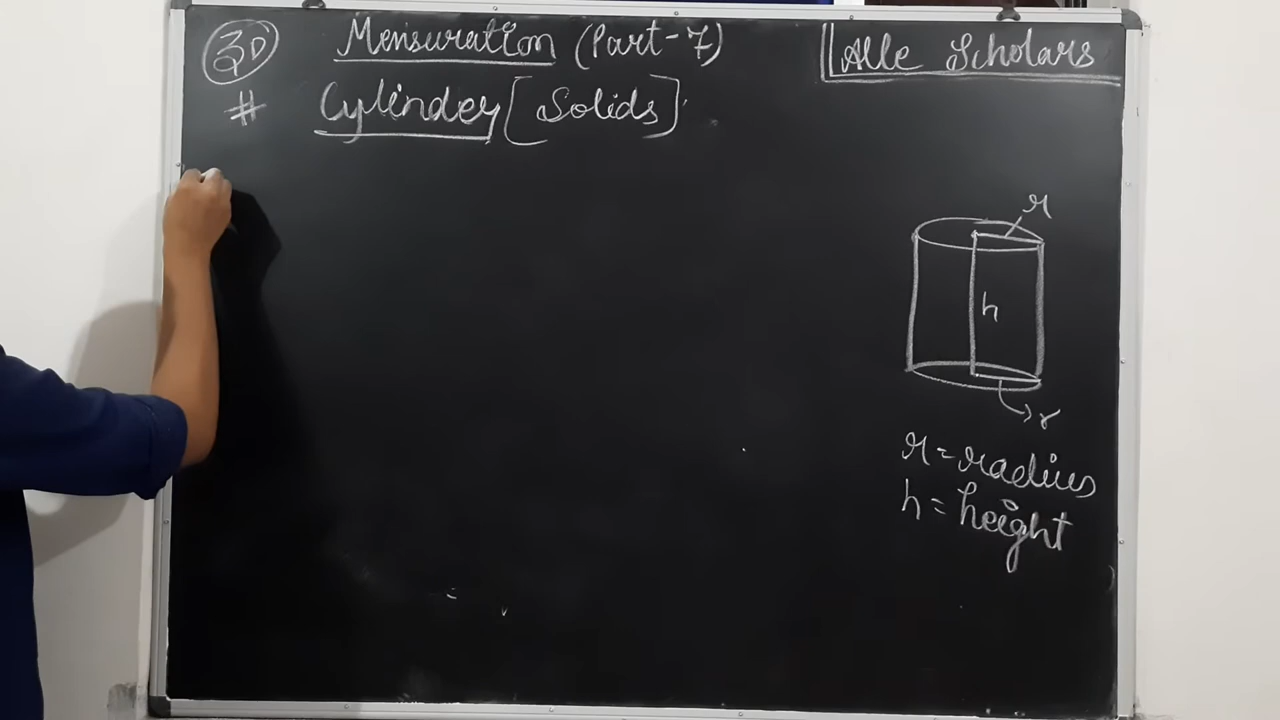 3D Mensuration (Part-7) Alle Scholars
# Cylinder [Solids]
r
h
r
r = radius
h = height